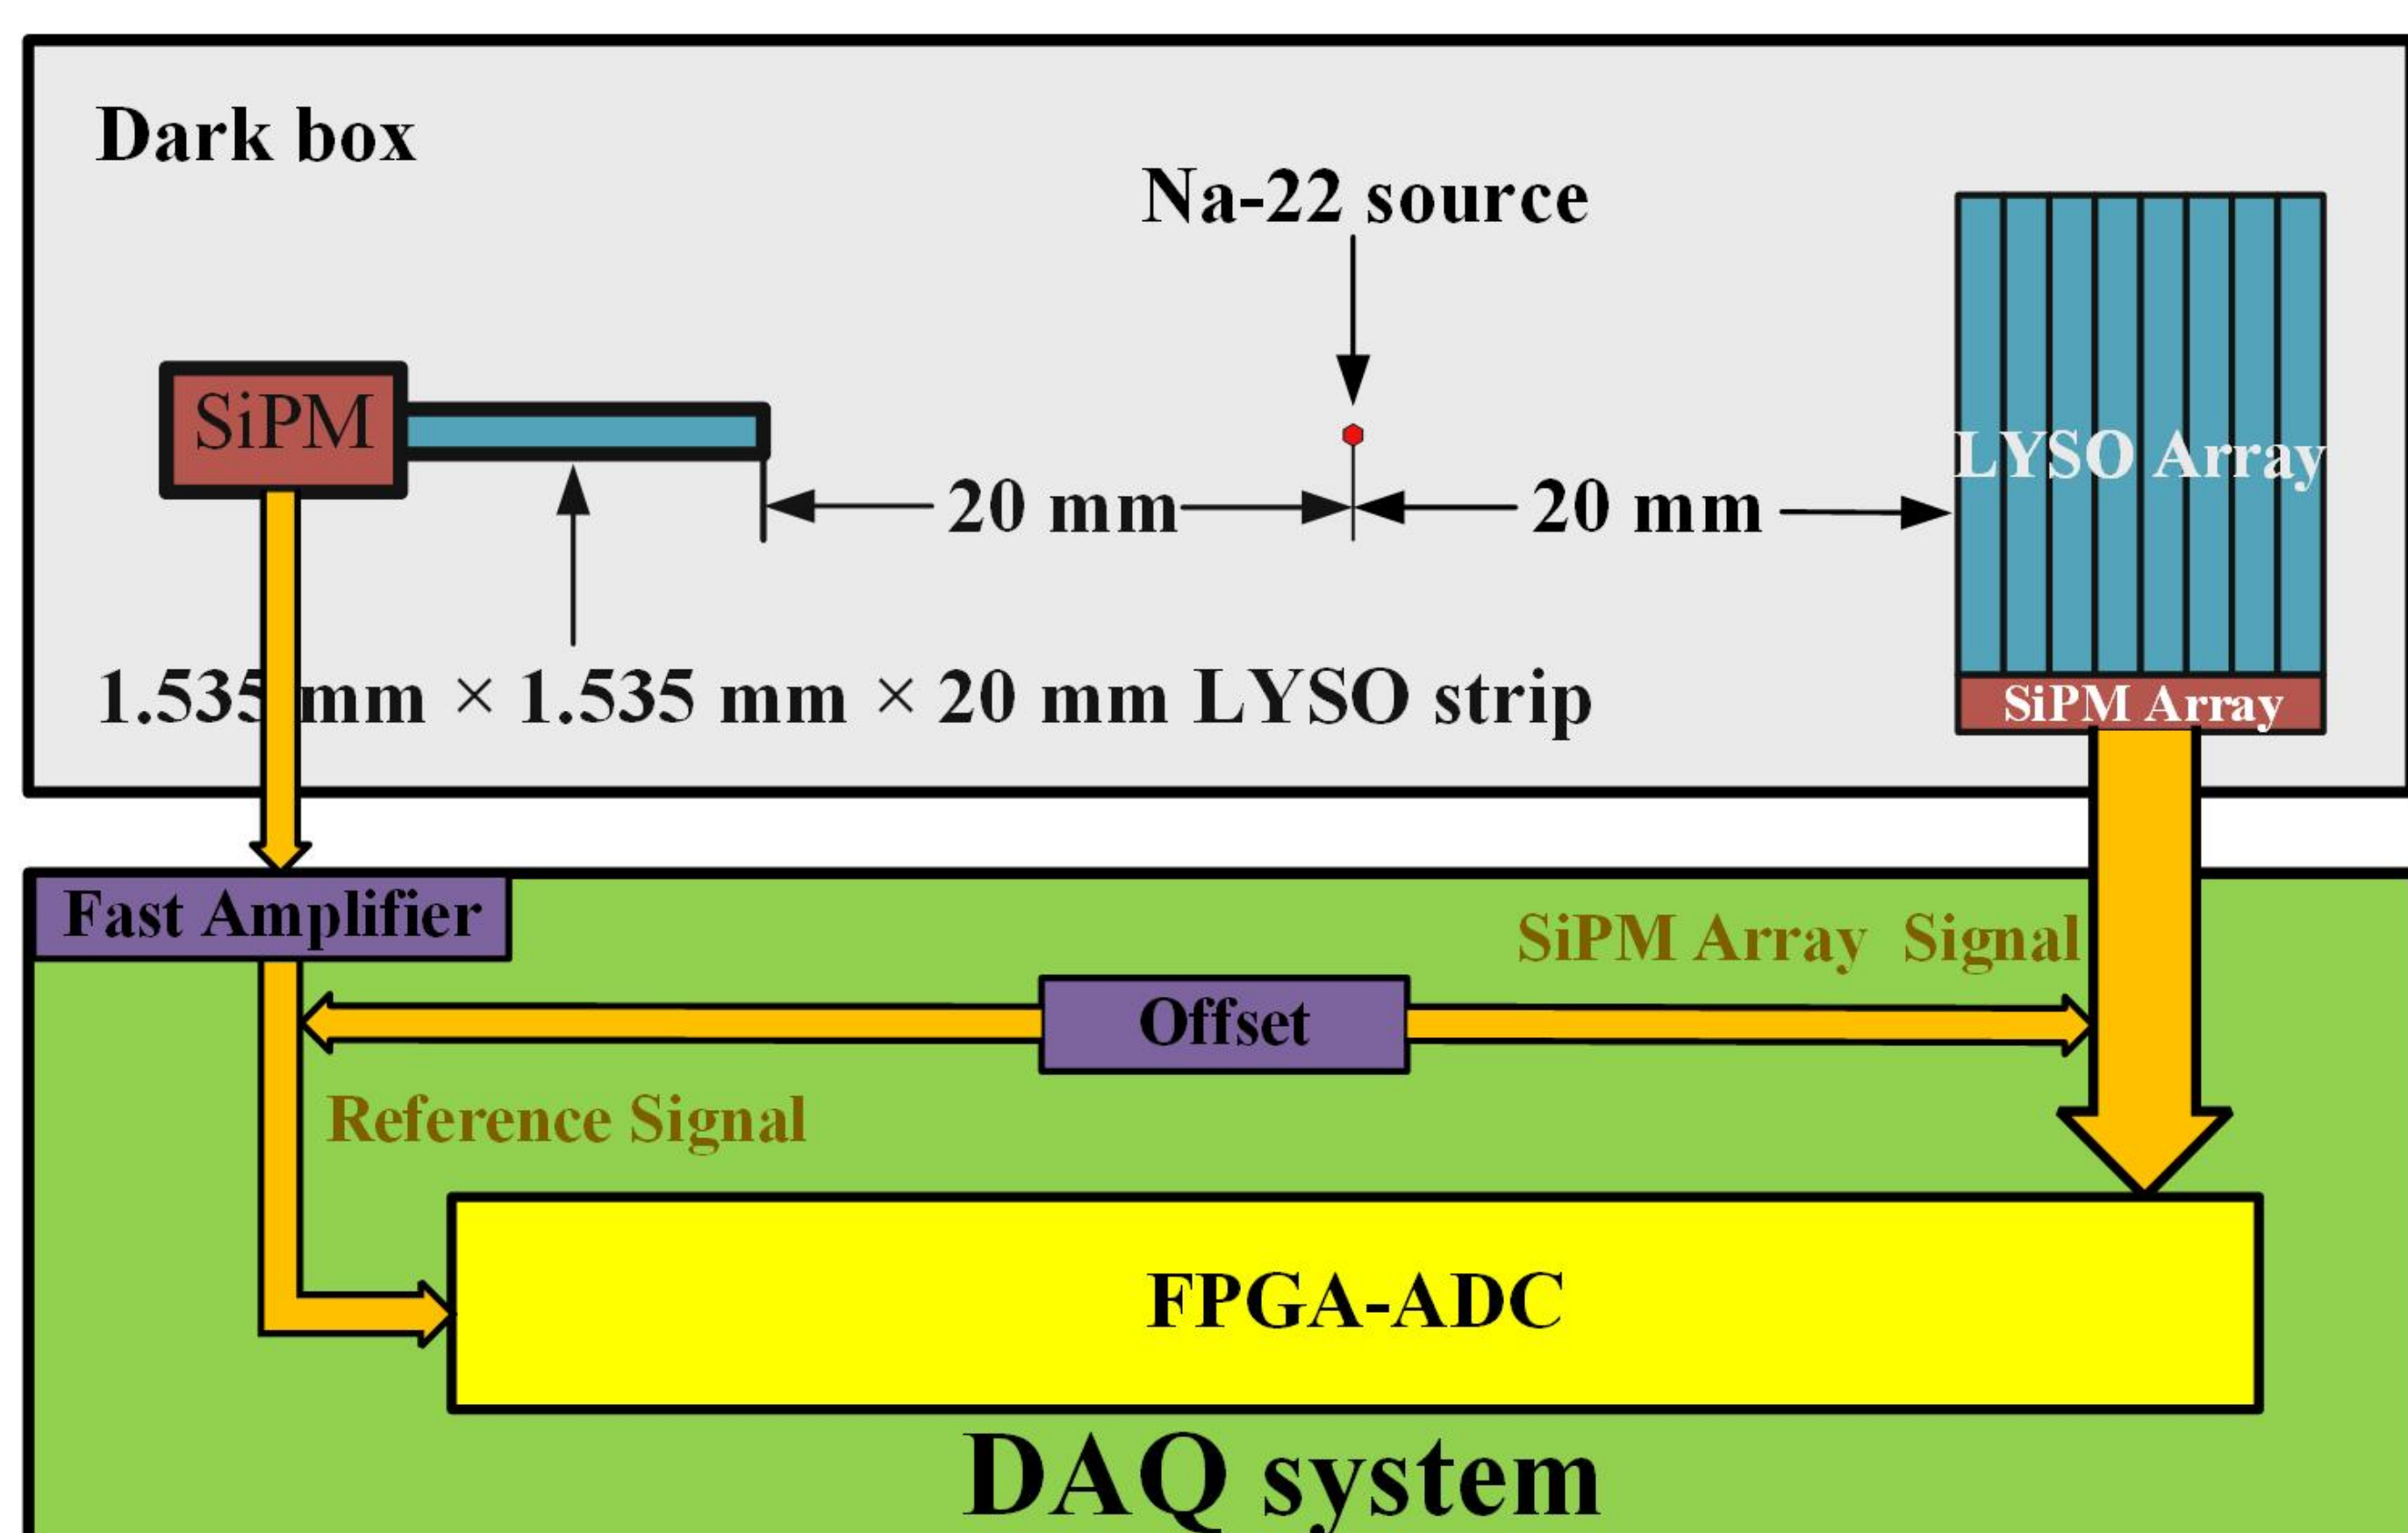 Dark box
Na-22 source
SiPM
LYSO Array
20 mm
20 mm
1.535 mm × 1.535 mm × 20 mm LYSO strip
SiPM Array
Fast Amplifier
SiPM Array Signal
Offset
Reference Signal
FPGA-ADC
DAQ system